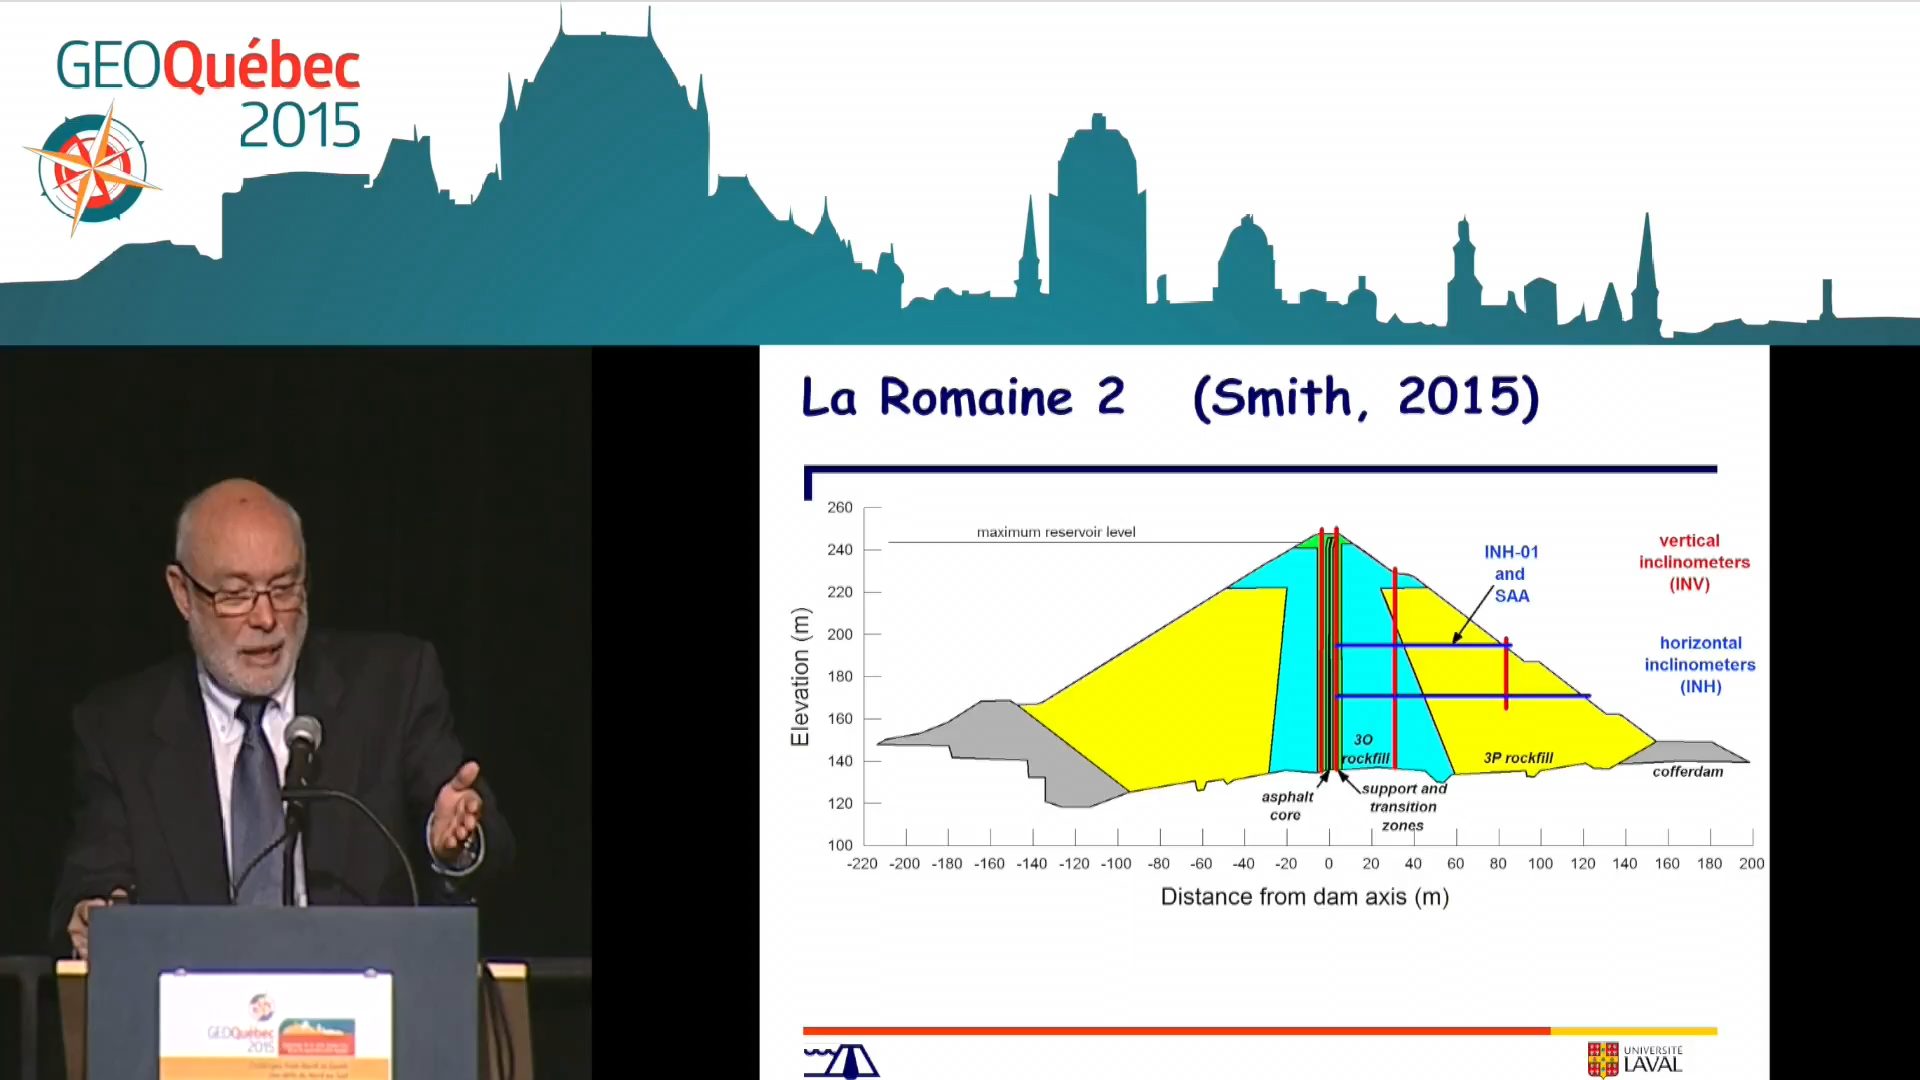 GEOQuébec
2015
La Romaine 2 (Smith, 2015)
260
240
220
200
180
160
140
120
100
Elevation (m)
maximum reservoir level
INH-01
and
SAA
vertical
inclinometers
(INV)
horizontal
inclinometers
(INH)
3O
rockfill
3P rockfill
cofferdam
asphalt
core
support and
transition
zones
-220 -200 -180 -160 -140 -120 -100 -80 -60 -40 -20 0 20 40 60 80 100 120 140 160 180 200
Distance from dam axis (m)
UNIVERSITÉ
LAVAL
GEOQuébec
2015